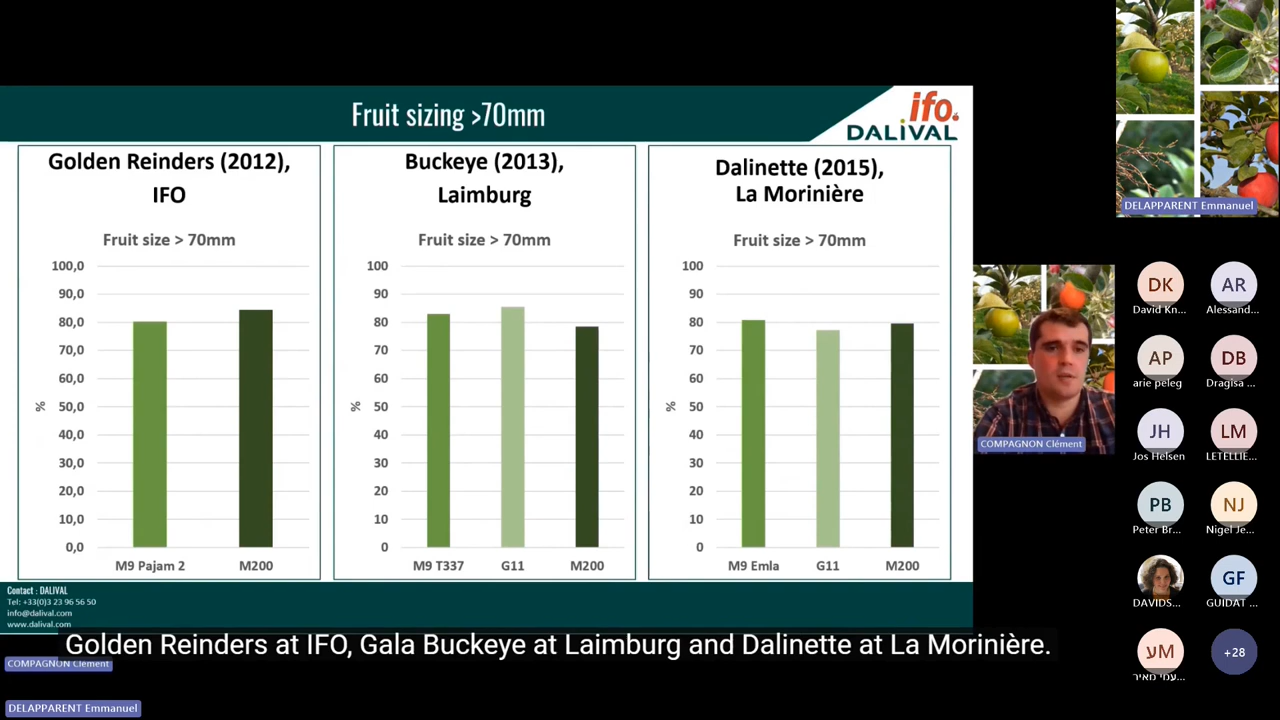 Fruit sizing >70mm
ifo.
DALIVAL
Golden Reinders (2012),
IFO
Fruit size > 70mm
100,0
90,0
80,0
70,0
60,0
50,0
40,0
30,0
20,0
10,0
0,0
%
M9 Pajam 2
M200
Buckeye (2013),
Laimburg
Fruit size > 70mm
100
90
80
70
60
50
40
30
20
10
0
%
M9 T337
G11
M200
Dalinette (2015),
La Morinière
Fruit size > 70mm
100
90
80
70
60
50
40
30
20
10
0
%
M9 Emla
G11
M200
Contact : DALIVAL
Tel: +33(0)3 23 96 56 50
info@dalival.com
www.dalival.com
Golden Reinders at IFO, Gala Buckeye at Laimburg and Dalinette at La Morinière.
COMPAGNON Clément
DELAPPARENT Emmanuel
DELAPPARENT Emmanuel
COMPAGNON Clément
DK
David Kn...
AR
Alessand...
AP
arie peleg
DB
Dragisa ...
JH
Jos Helsen
LM
LETELLIE...
PB
Peter Br...
NJ
Nigel Je...
DAVIDS...
GF
GUIDAT ...
עמ
עמי מאיר...
+28